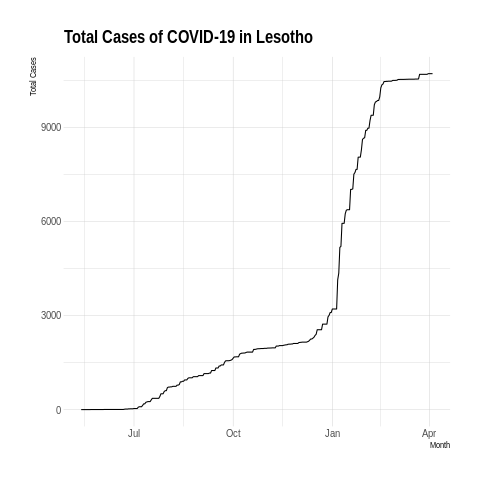 Total Cases of COVID-19 in Lesotho
Total Cases
9000
6000
3000
0
Jul Oct Jan Apr
Month